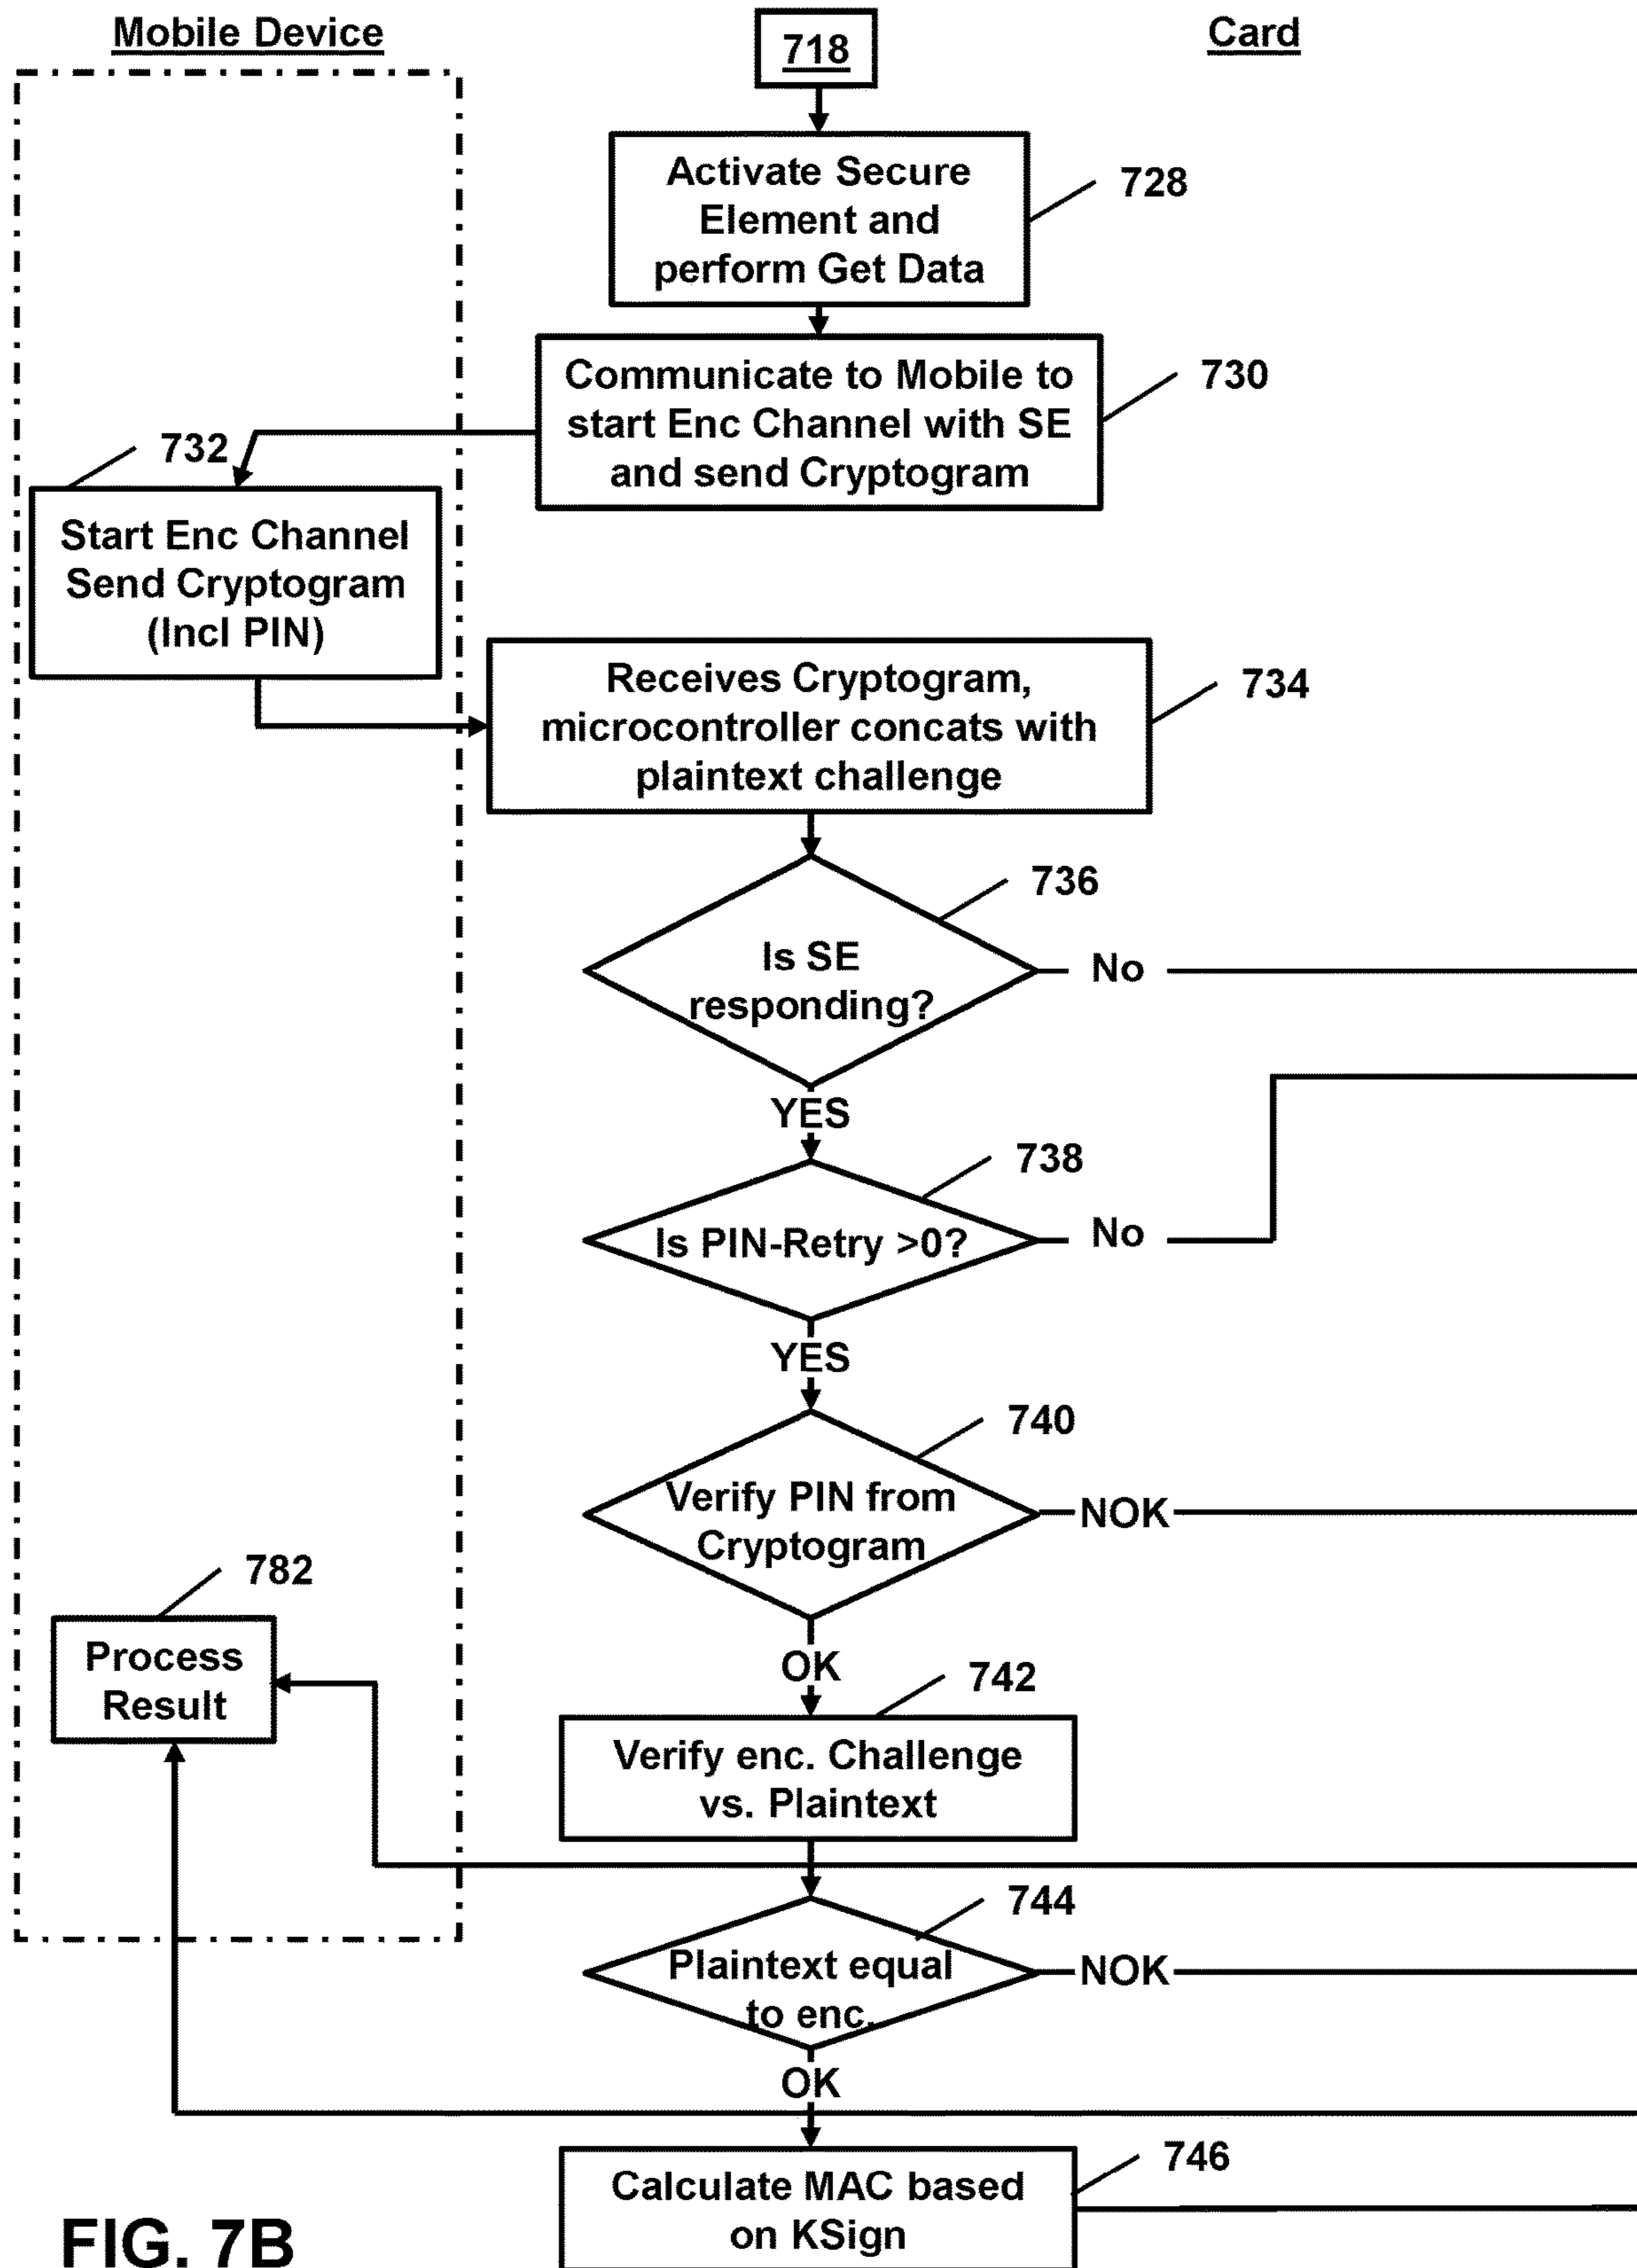 Mobile Device
718
Card
Activate Secure
Element and
perform Get Data
728
Communicate to Mobile to
start Enc Channel with SE
and send Cryptogram
730
732
Start Enc Channel
Send Cryptogram
(Incl PIN)
Receives Cryptogram,
microcontroller concats with
plaintext challenge
734
736
Is SE
responding?
No
YES
738
Is PIN-Retry >0?
No
YES
740
Verify PIN from
Cryptogram
NOK
782
Process
Result
OK
742
Verify enc. Challenge
vs. Plaintext
744
Plaintext equal
to enc.
NOK
OK
746
Calculate MAC based
on KSign
FIG. 7B